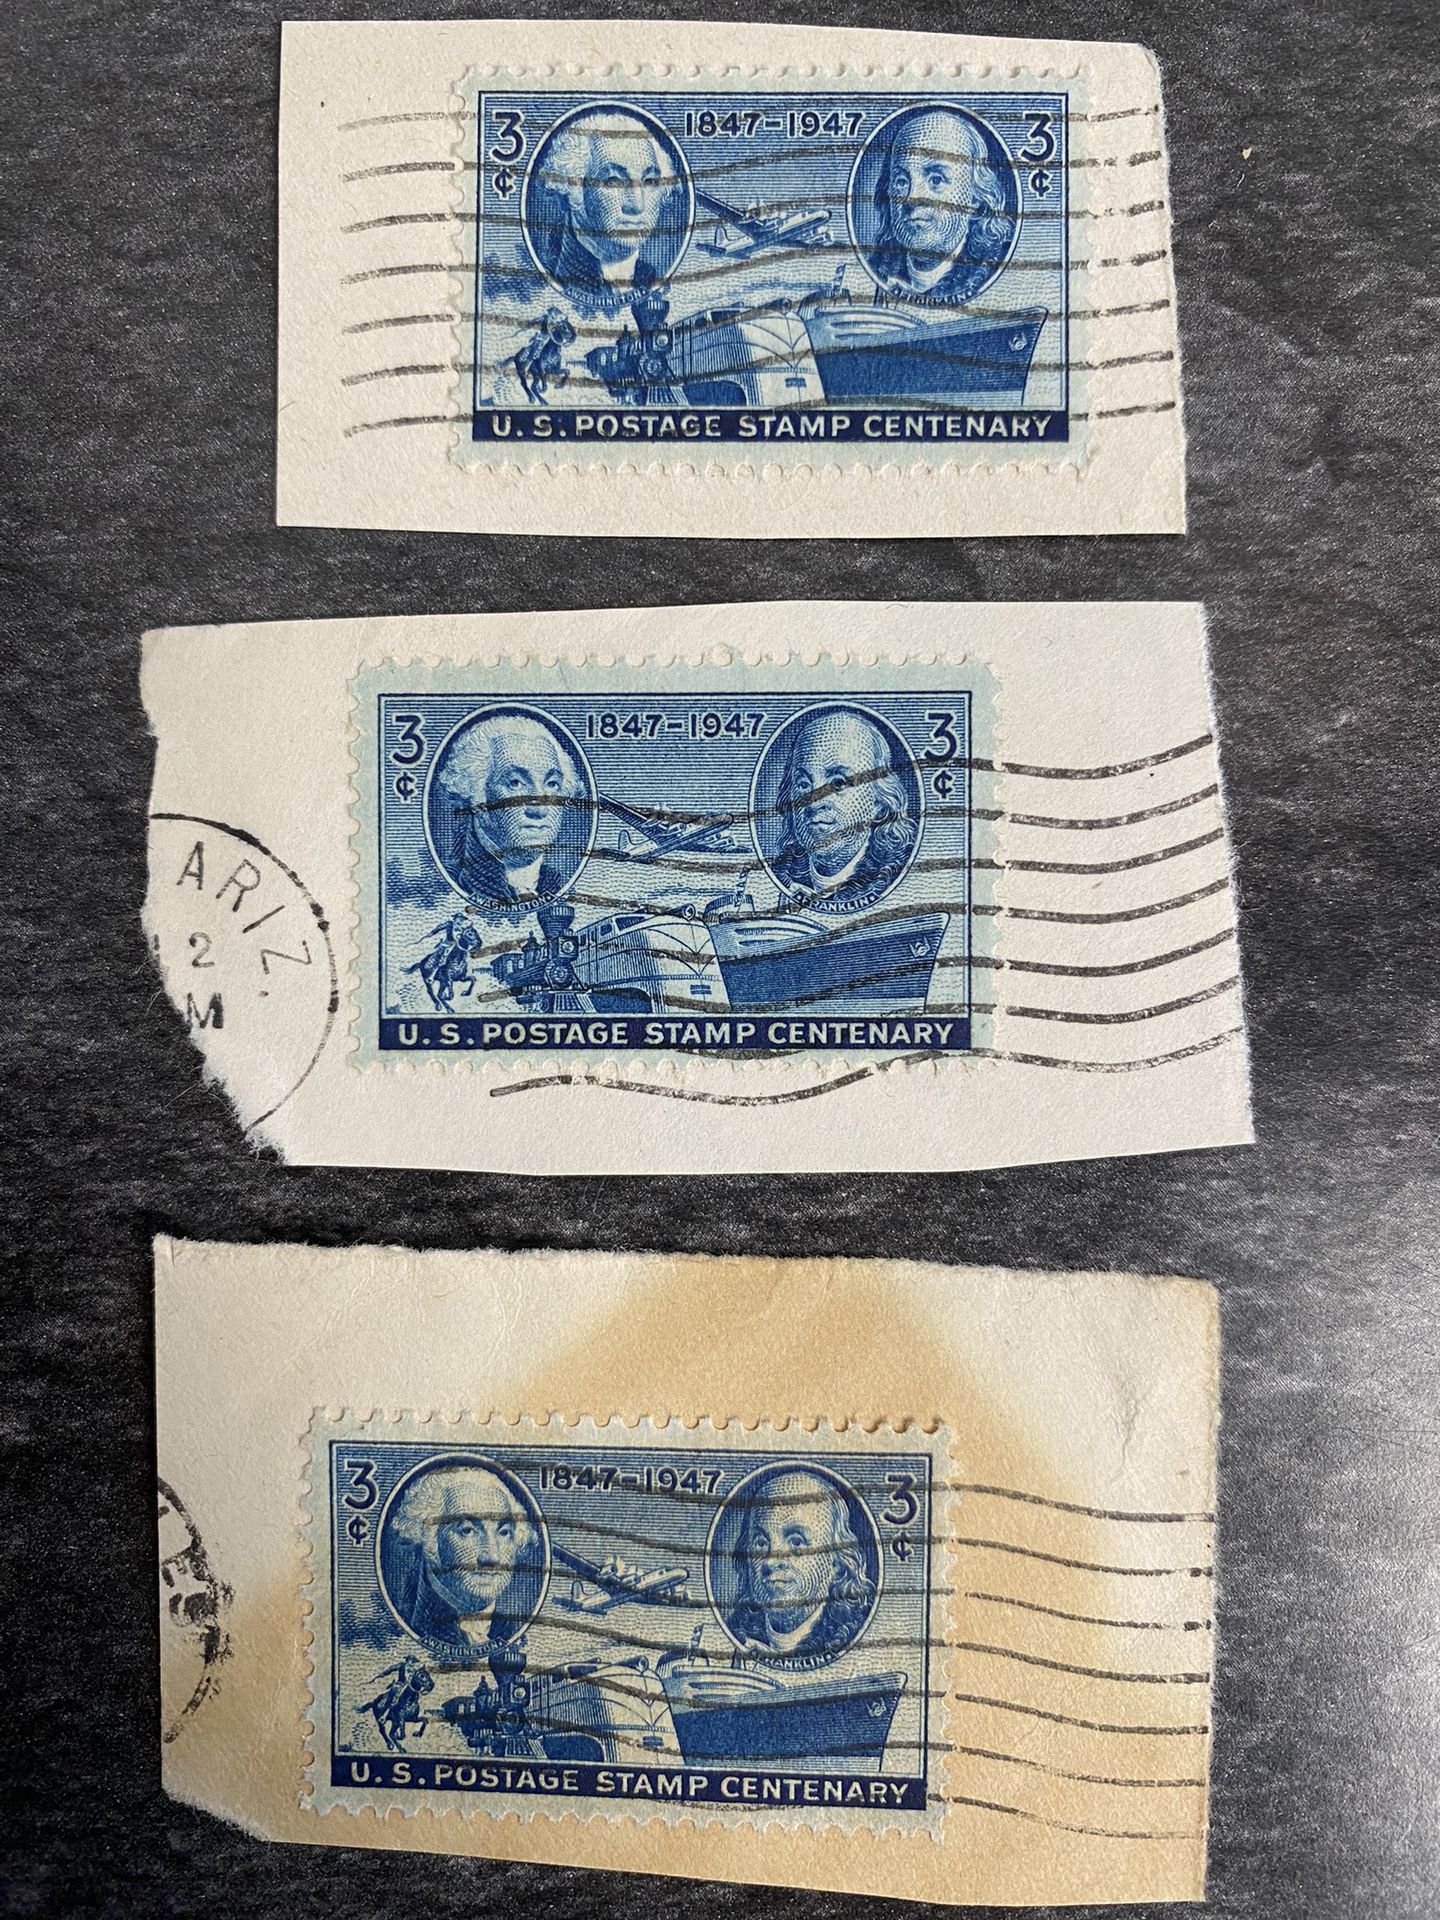 3¢ 1847-1947 3¢
WASHINGTON FRANKLIN
U.S. POSTAGE STAMP CENTENARY
3¢ 1847-1947 3¢
WASHINGTON FRANKLIN
ARIZ.
2
M
U.S. POSTAGE STAMP CENTENARY
3¢ 1847-1947 3¢
WASHINGTON FRANKLIN
U.S. POSTAGE STAMP CENTENARY